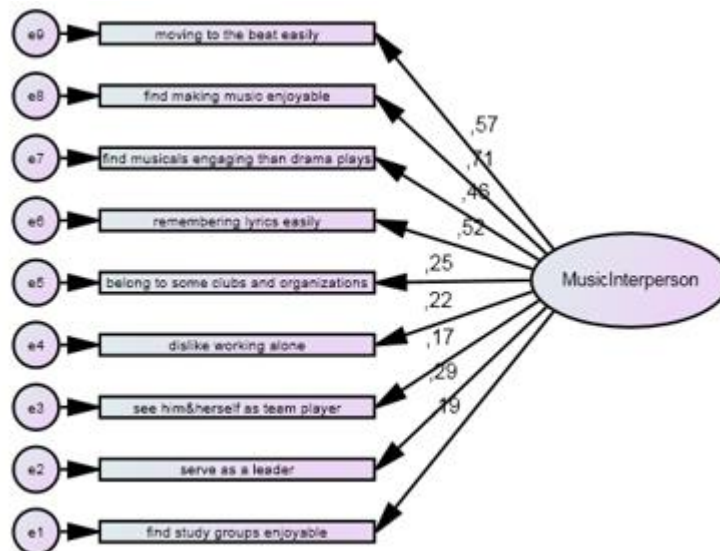 e9 moving to the beat easily
,57
e8 find making music enjoyable
,71
e7 find musicals engaging than drama plays
,46
e6 remembering lyrics easily
,52
MusicInterperson
e5 belong to some clubs and organizations
,25
e4 dislike working alone
,22
e3 see him&herself as team player
,17
e2 serve as a leader
,29
e1 find study groups enjoyable
,19